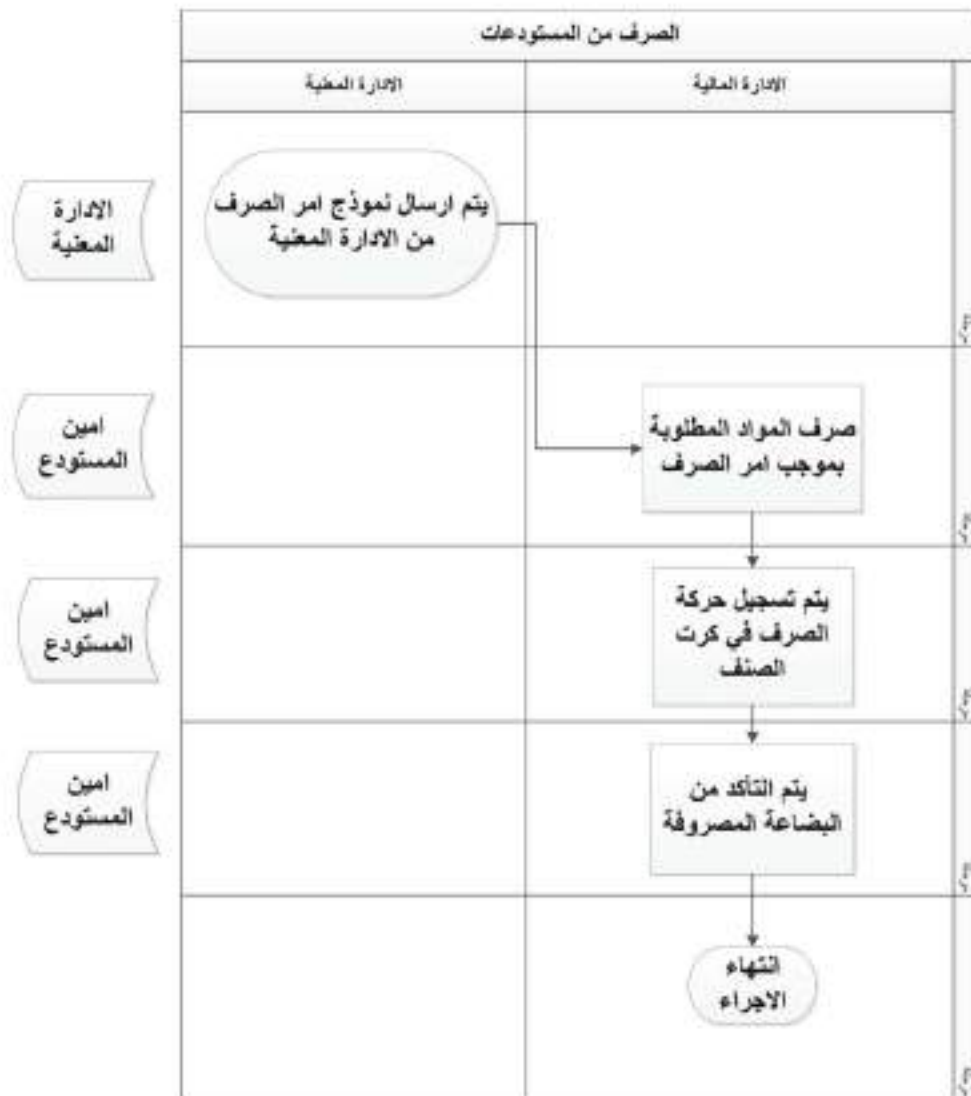 الصرف من المستودعات
الادارة المالية
الادارة المعنية
يتم ارسال نموذج امر الصرف
من الادارة المعنية
الادارة
المعنية
صرف المواد المطلوبة
بموجب امر الصرف
امين
المستودع
يتم تسجيل حركة
الصرف في كرت
الصنف
امين
المستودع
يتم التأكد من
البضاعة المصروفة
امين
المستودع
انتهاء
الاجراء